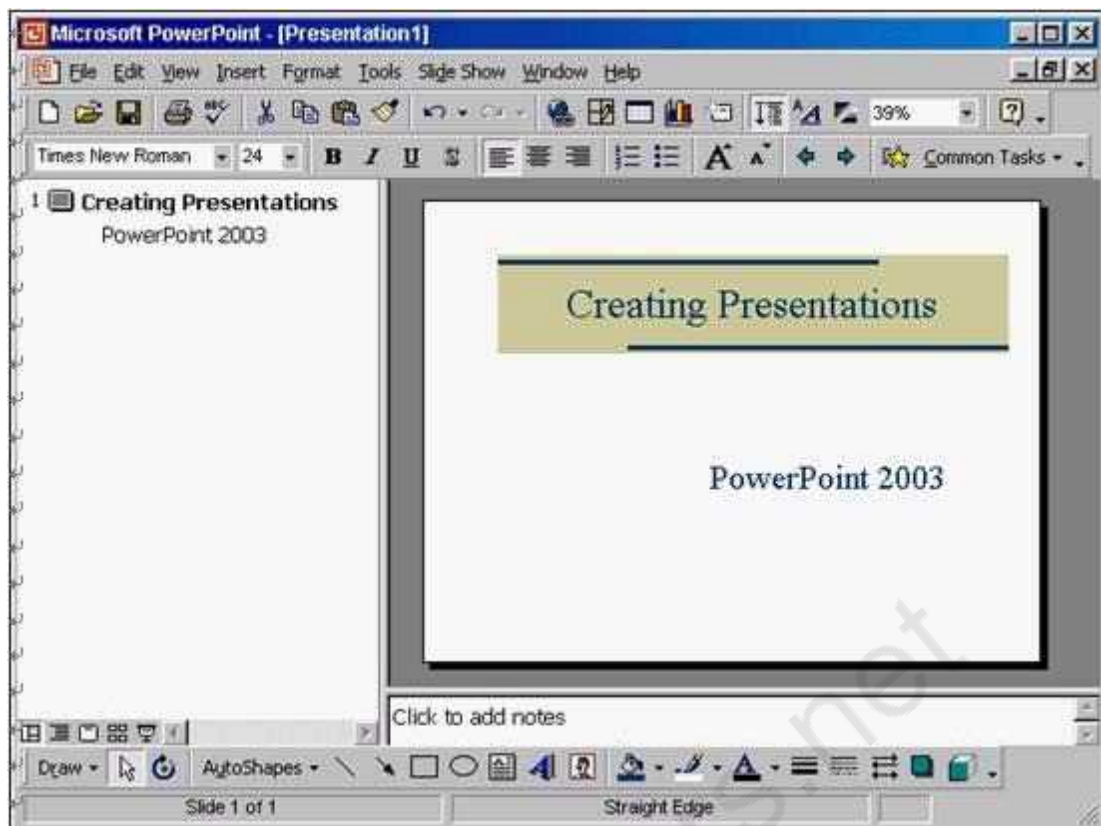 Microsoft PowerPoint - [Presentation1]
File Edit View Insert Format Tools Slide Show Window Help
39%
Times New Roman 24 B I U S Common Tasks
1 Creating Presentations
PowerPoint 2003
Creating Presentations
PowerPoint 2003
Click to add notes
Draw AutoShapes
Slide 1 of 1 Straight Edge
s.net